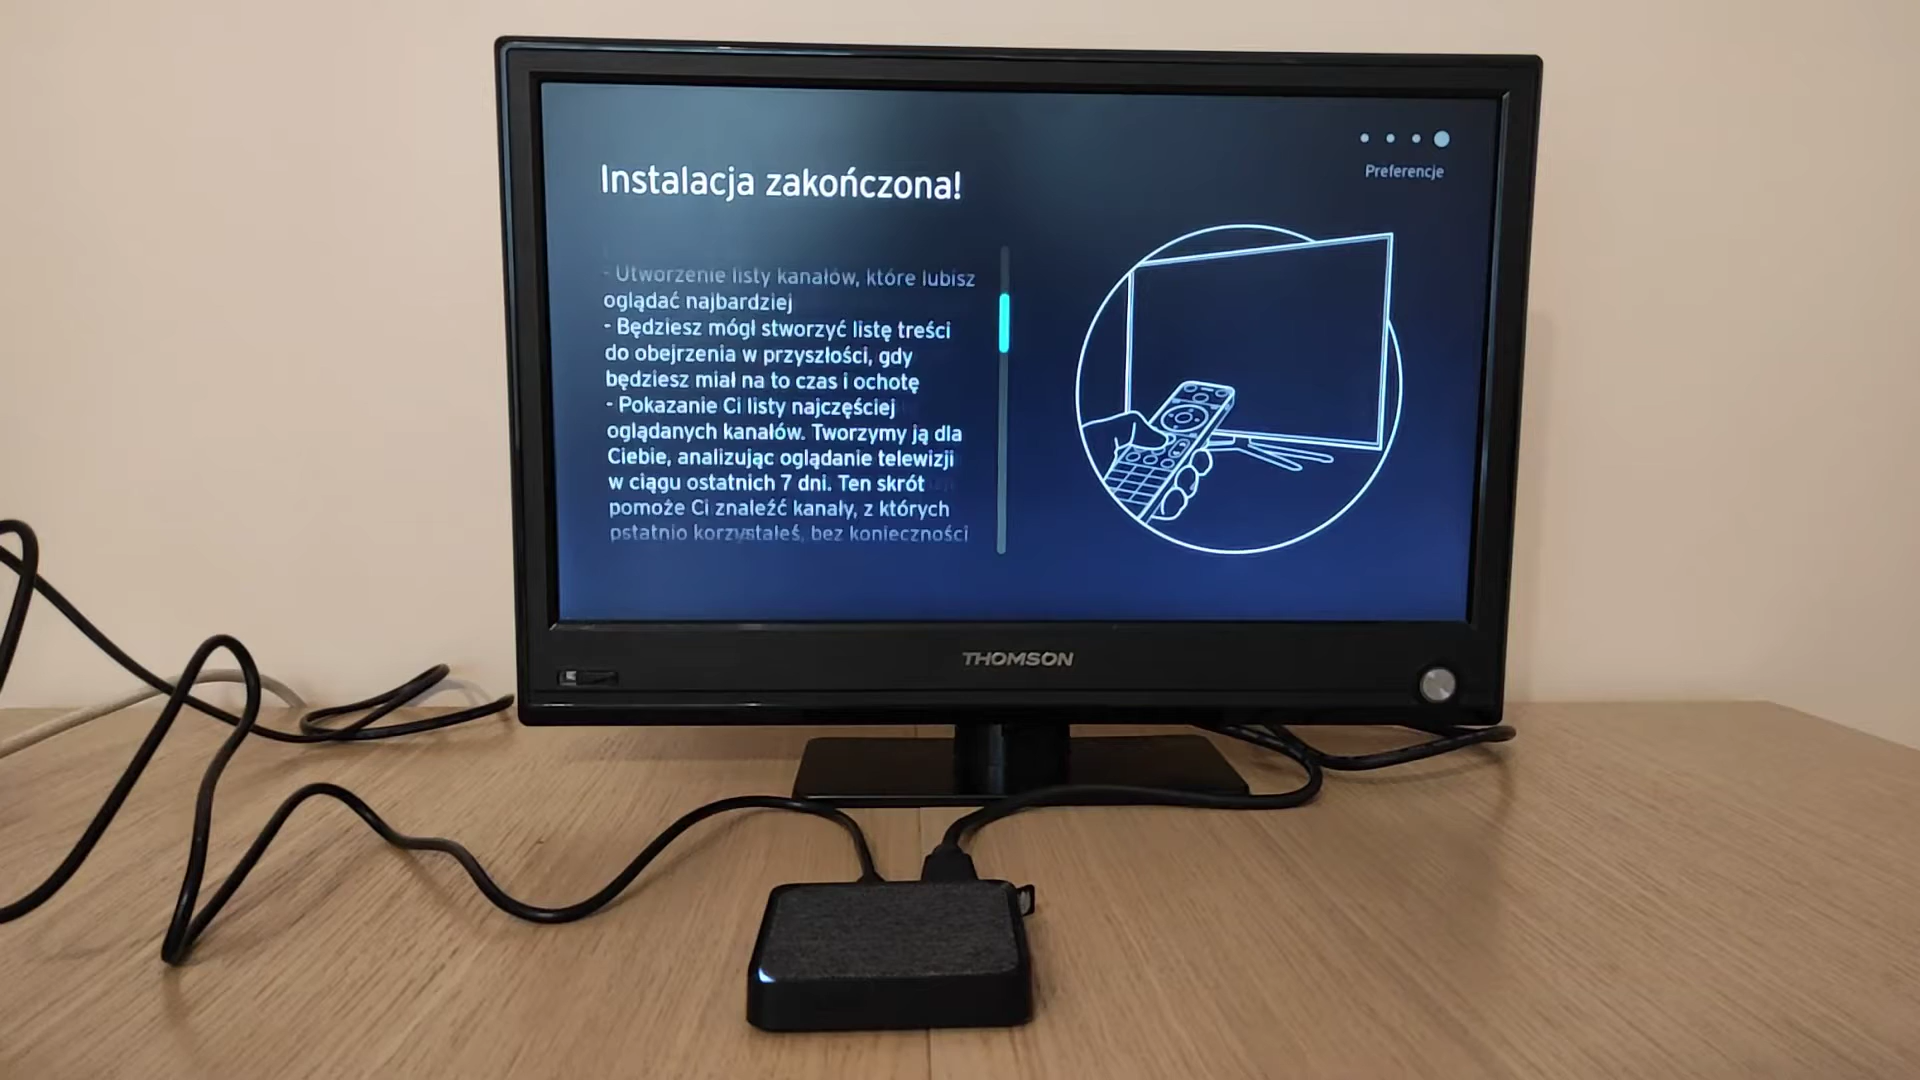 Preferencje
Instalacja zakończona!
- Utworzenie listy kanałów, które lubisz
oglądać najbardziej
- Będziesz mógł stworzyć listę treści
do obejrzenia w przyszłości, gdy
będziesz miał na to czas i ochotę
- Pokazanie Ci listy najczęściej
oglądanych kanałów. Tworzymy ją dla
Ciebie, analizując oglądanie telewizji
w ciągu ostatnich 7 dni. Ten skrót
pomoże Ci znaleźć kanały, z których
ostatnio korzystałeś, bez konieczności
THOMSON